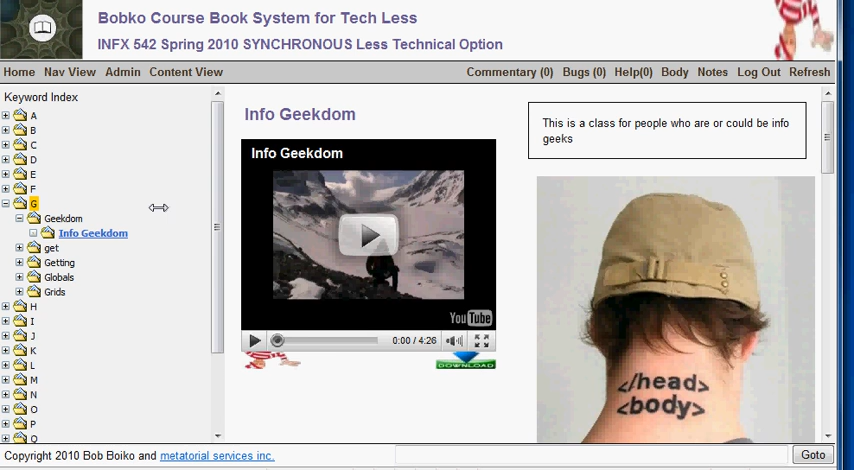 Bobko Course Book System for Tech Less
INFX 542 Spring 2010 SYNCHRONOUS Less Technical Option
Home Nav View Admin Content View Commentary (0) Bugs (0) Help(0) Body Notes Log Out Refresh
Keyword Index
A
B
C
D
E
F
G
Geekdom
Info Geekdom
get
Getting
Globals
Grids
H
I
J
K
L
M
N
O
P
Q
Info Geekdom
Info Geekdom
YouTube
0:00 / 4:26
DOWNLOAD
This is a class for people who are or could be info
geeks
</head>
<body>
Copyright 2010 Bob Boiko and metatorial services inc.
Goto